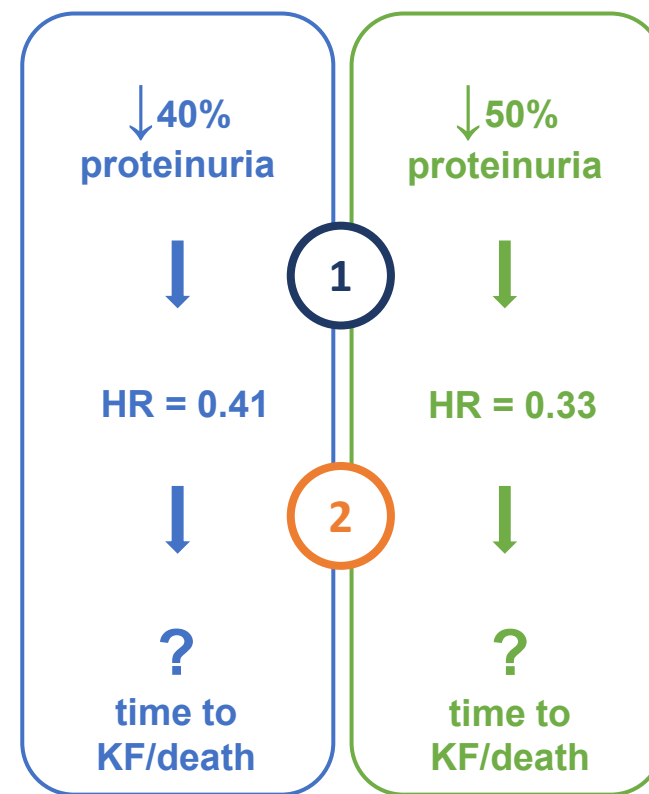 ↓40%
proteinuria
HR = 0.41
?
time to
KF/death
↓50%
proteinuria
HR = 0.33
?
time to
KF/death
1
2